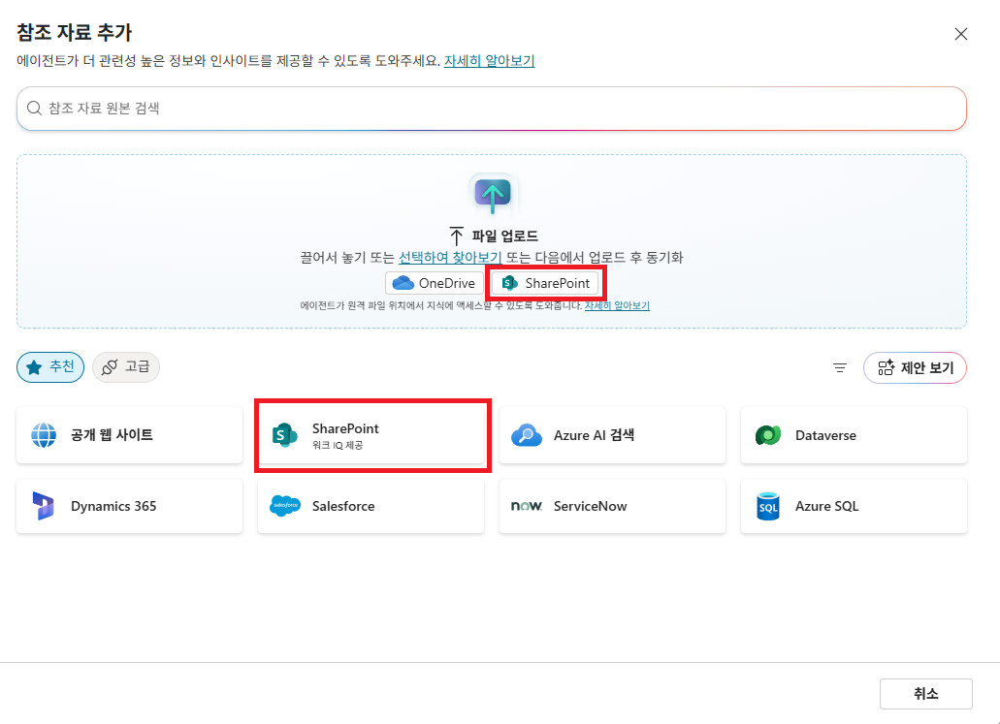 참조 자료 추가
에이전트가 더 관련성 높은 정보와 인사이트를 제공할 수 있도록 도와주세요. 자세히 알아보기
참조 자료 원본 검색
파일 업로드
끌어서 놓기 또는 선택하여 찾아보기 또는 다음에서 업로드 후 동기화
OneDrive
SharePoint
에이전트가 원격 파일 위치에서 지식에 액세스할 수 있도록 도와줍니다. 자세히 알아보기
추천
고급
제안 보기
공개 웹 사이트
SharePoint
워크 IQ 제공
Azure AI 검색
Dataverse
Dynamics 365
salesforce
Salesforce
now.
ServiceNow
SQL
Azure SQL
취소